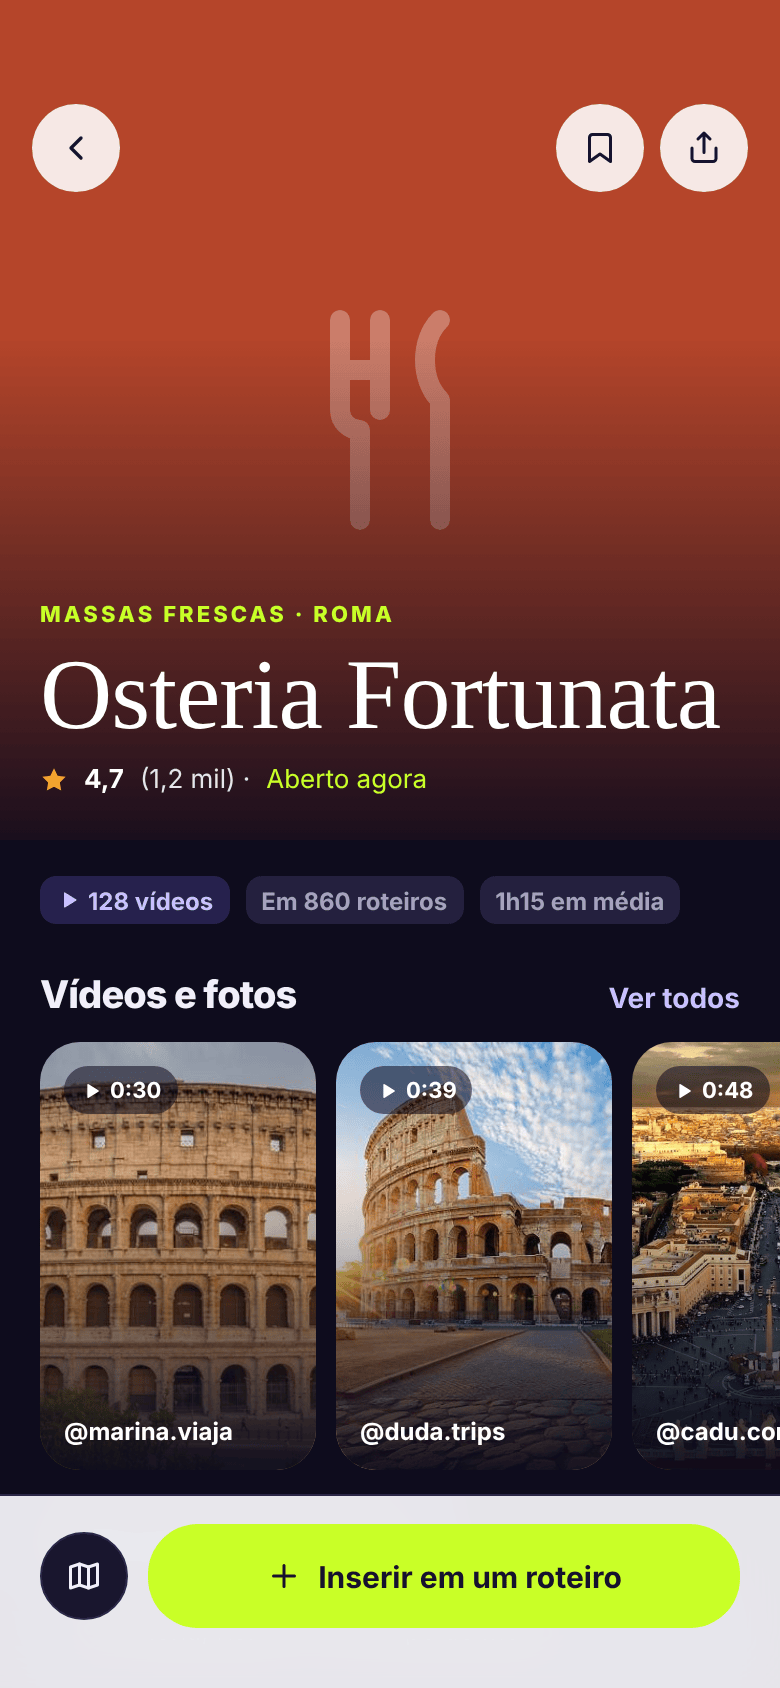 MASSAS FRESCAS · ROMA
Osteria Fortunata
4,7 (1,2 mil) · Aberto agora
128 vídeos
Em 860 roteiros
1h15 em média
Vídeos e fotos
Ver todos
0:30
0:39
0:48
@marina.viaja
@duda.trips
@cadu.co
Inserir em um roteiro